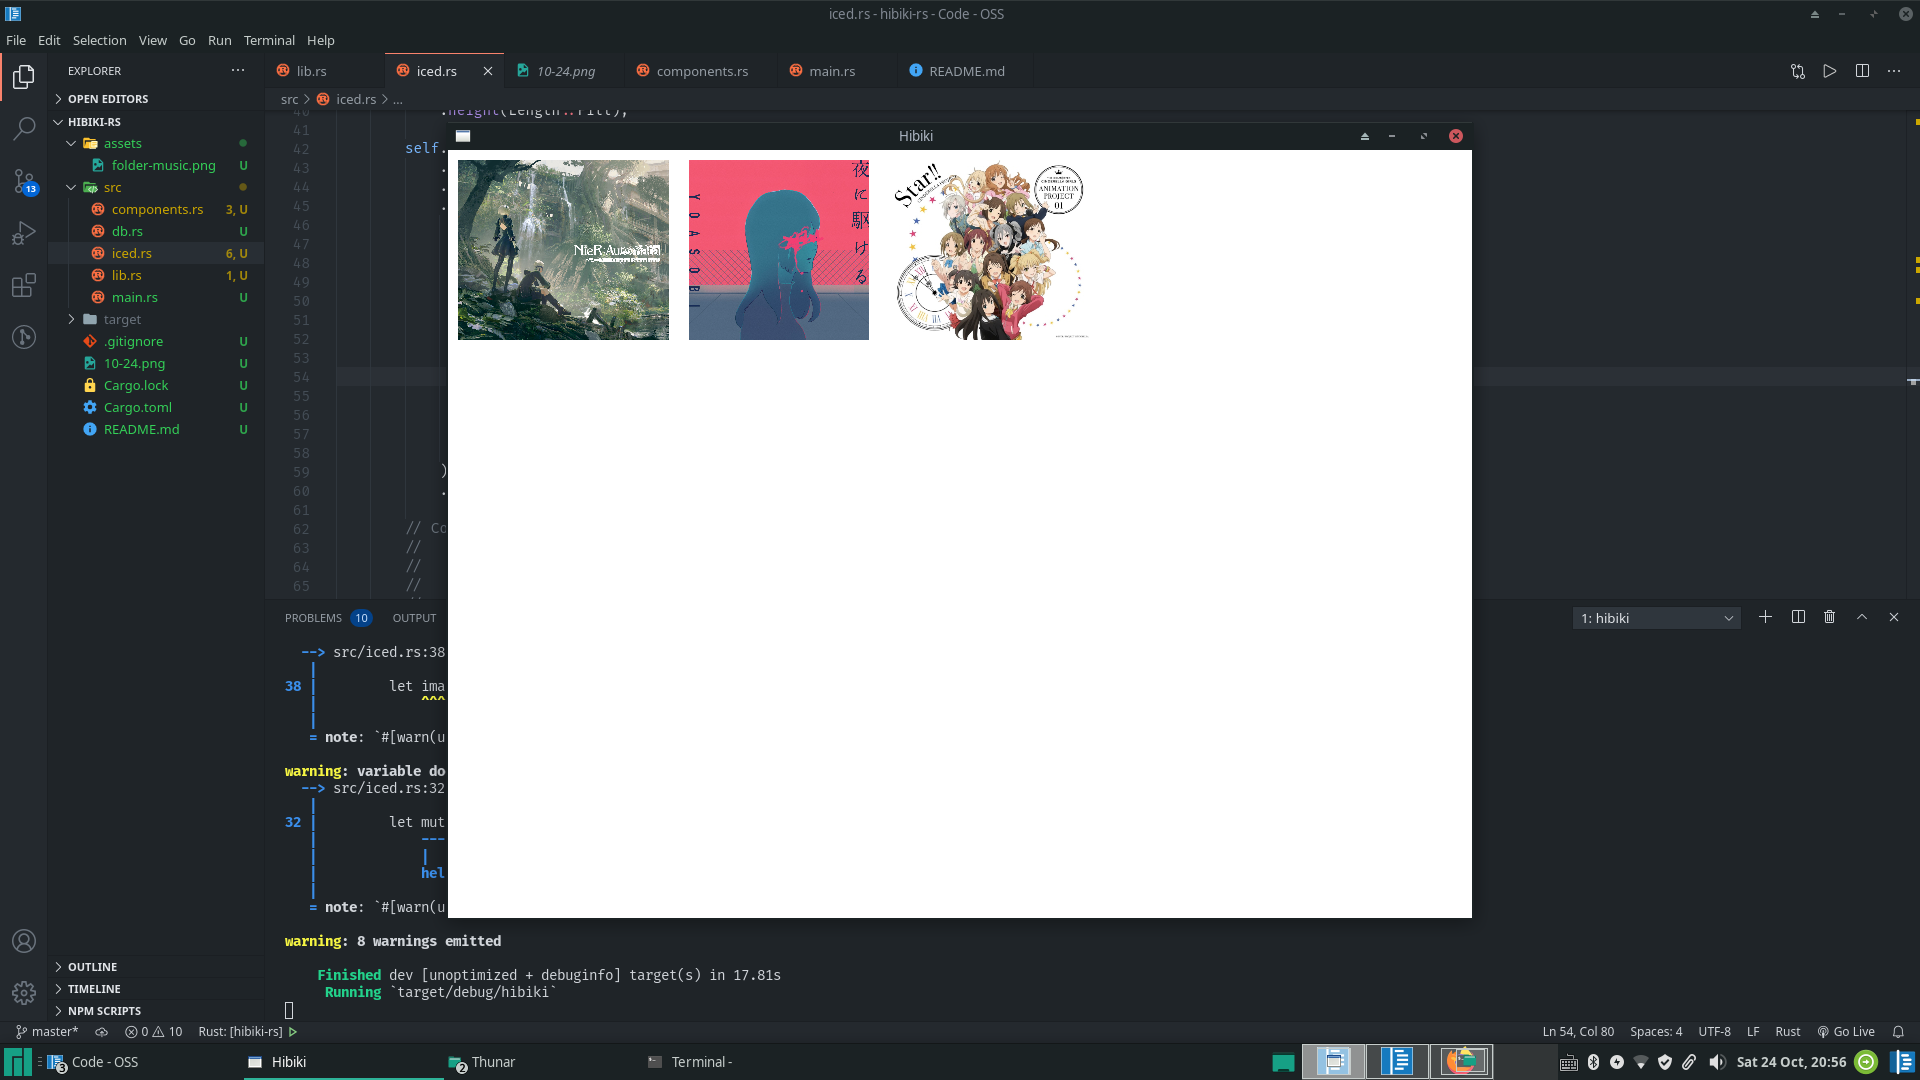 iced.rs - hibiki-rs - Code - OSS
File Edit Selection View Go Run Terminal Help
EXPLORER
lib.rs
iced.rs
10-24.png
components.rs
main.rs
README.md
OPEN EDITORS
src > iced.rs > ...
HIBIKI-RS
assets
folder-music.png U
src
components.rs 3, U
db.rs U
iced.rs 6, U
lib.rs 1, U
main.rs U
target
.gitignore U
10-24.png U
Cargo.lock U
Cargo.toml U
README.md U
13
40 .height(Length::Fill);
41
42 self.
43 .
44 .
45 .
46
47
48
49
50
51
52
53
54
55
56
57
58
59 )
60 .
61
62 // Co
63 //
64 //
65 //
Hibiki
NieR:Automata
夜に駆ける
YOASOBI
Star!!
ANIMATION
PROJECT
01
PROBLEMS 10 OUTPUT
1: hibiki
--> src/iced.rs:38
|
38 | let ima
| ^^^
|
= note: `#[warn(u
warning: variable do
--> src/iced.rs:32
|
32 | let mut
| ---
| |
| hel
|
= note: `#[warn(u
warning: 8 warnings emitted
Finished dev [unoptimized + debuginfo] target(s) in 17.81s
Running `target/debug/hibiki`
OUTLINE
TIMELINE
NPM SCRIPTS
master* 0 10 Rust: [hibiki-rs]
Ln 54, Col 80 Spaces: 4 UTF-8 LF Rust Go Live
3 Code - OSS
Hibiki
2 Thunar
Terminal -
Sat 24 Oct, 20:56